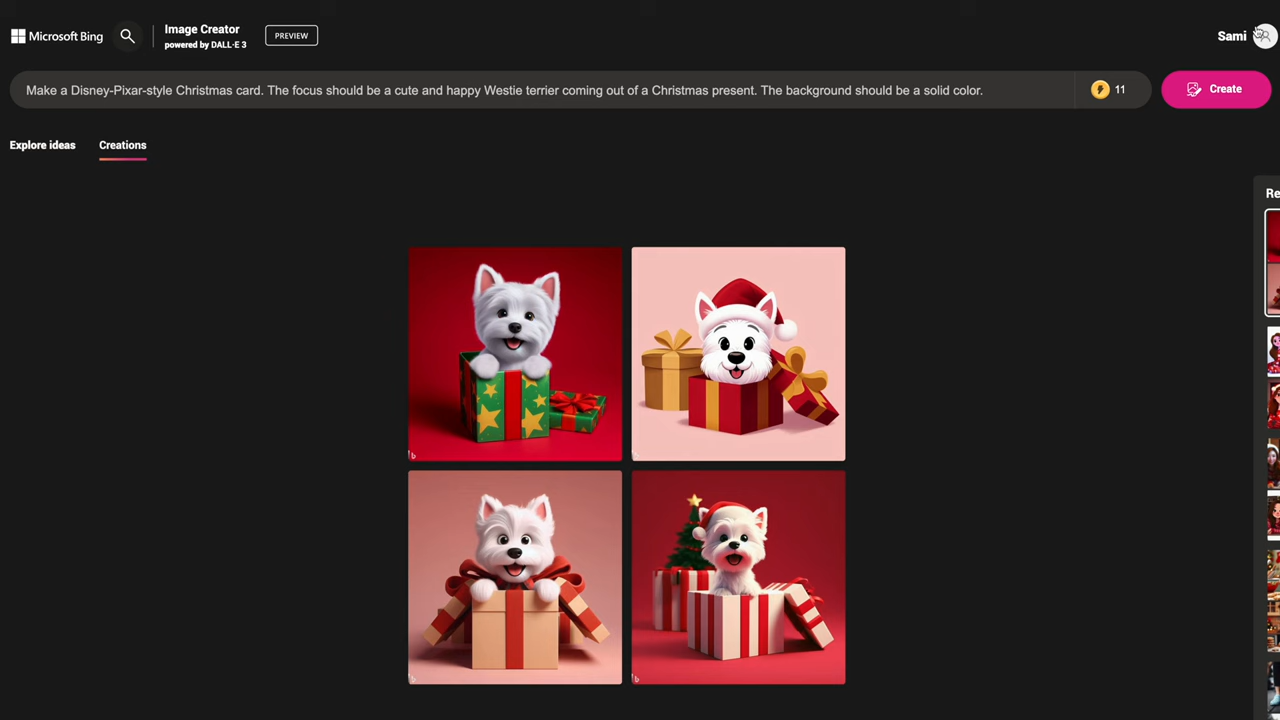 Microsoft Bing
Image Creator
powered by DALL·E 3
PREVIEW
Sami
Make a Disney-Pixar-style Christmas card. The focus should be a cute and happy Westie terrier coming out of a Christmas present. The background should be a solid color.
11
Create
Explore ideas
Creations
Re